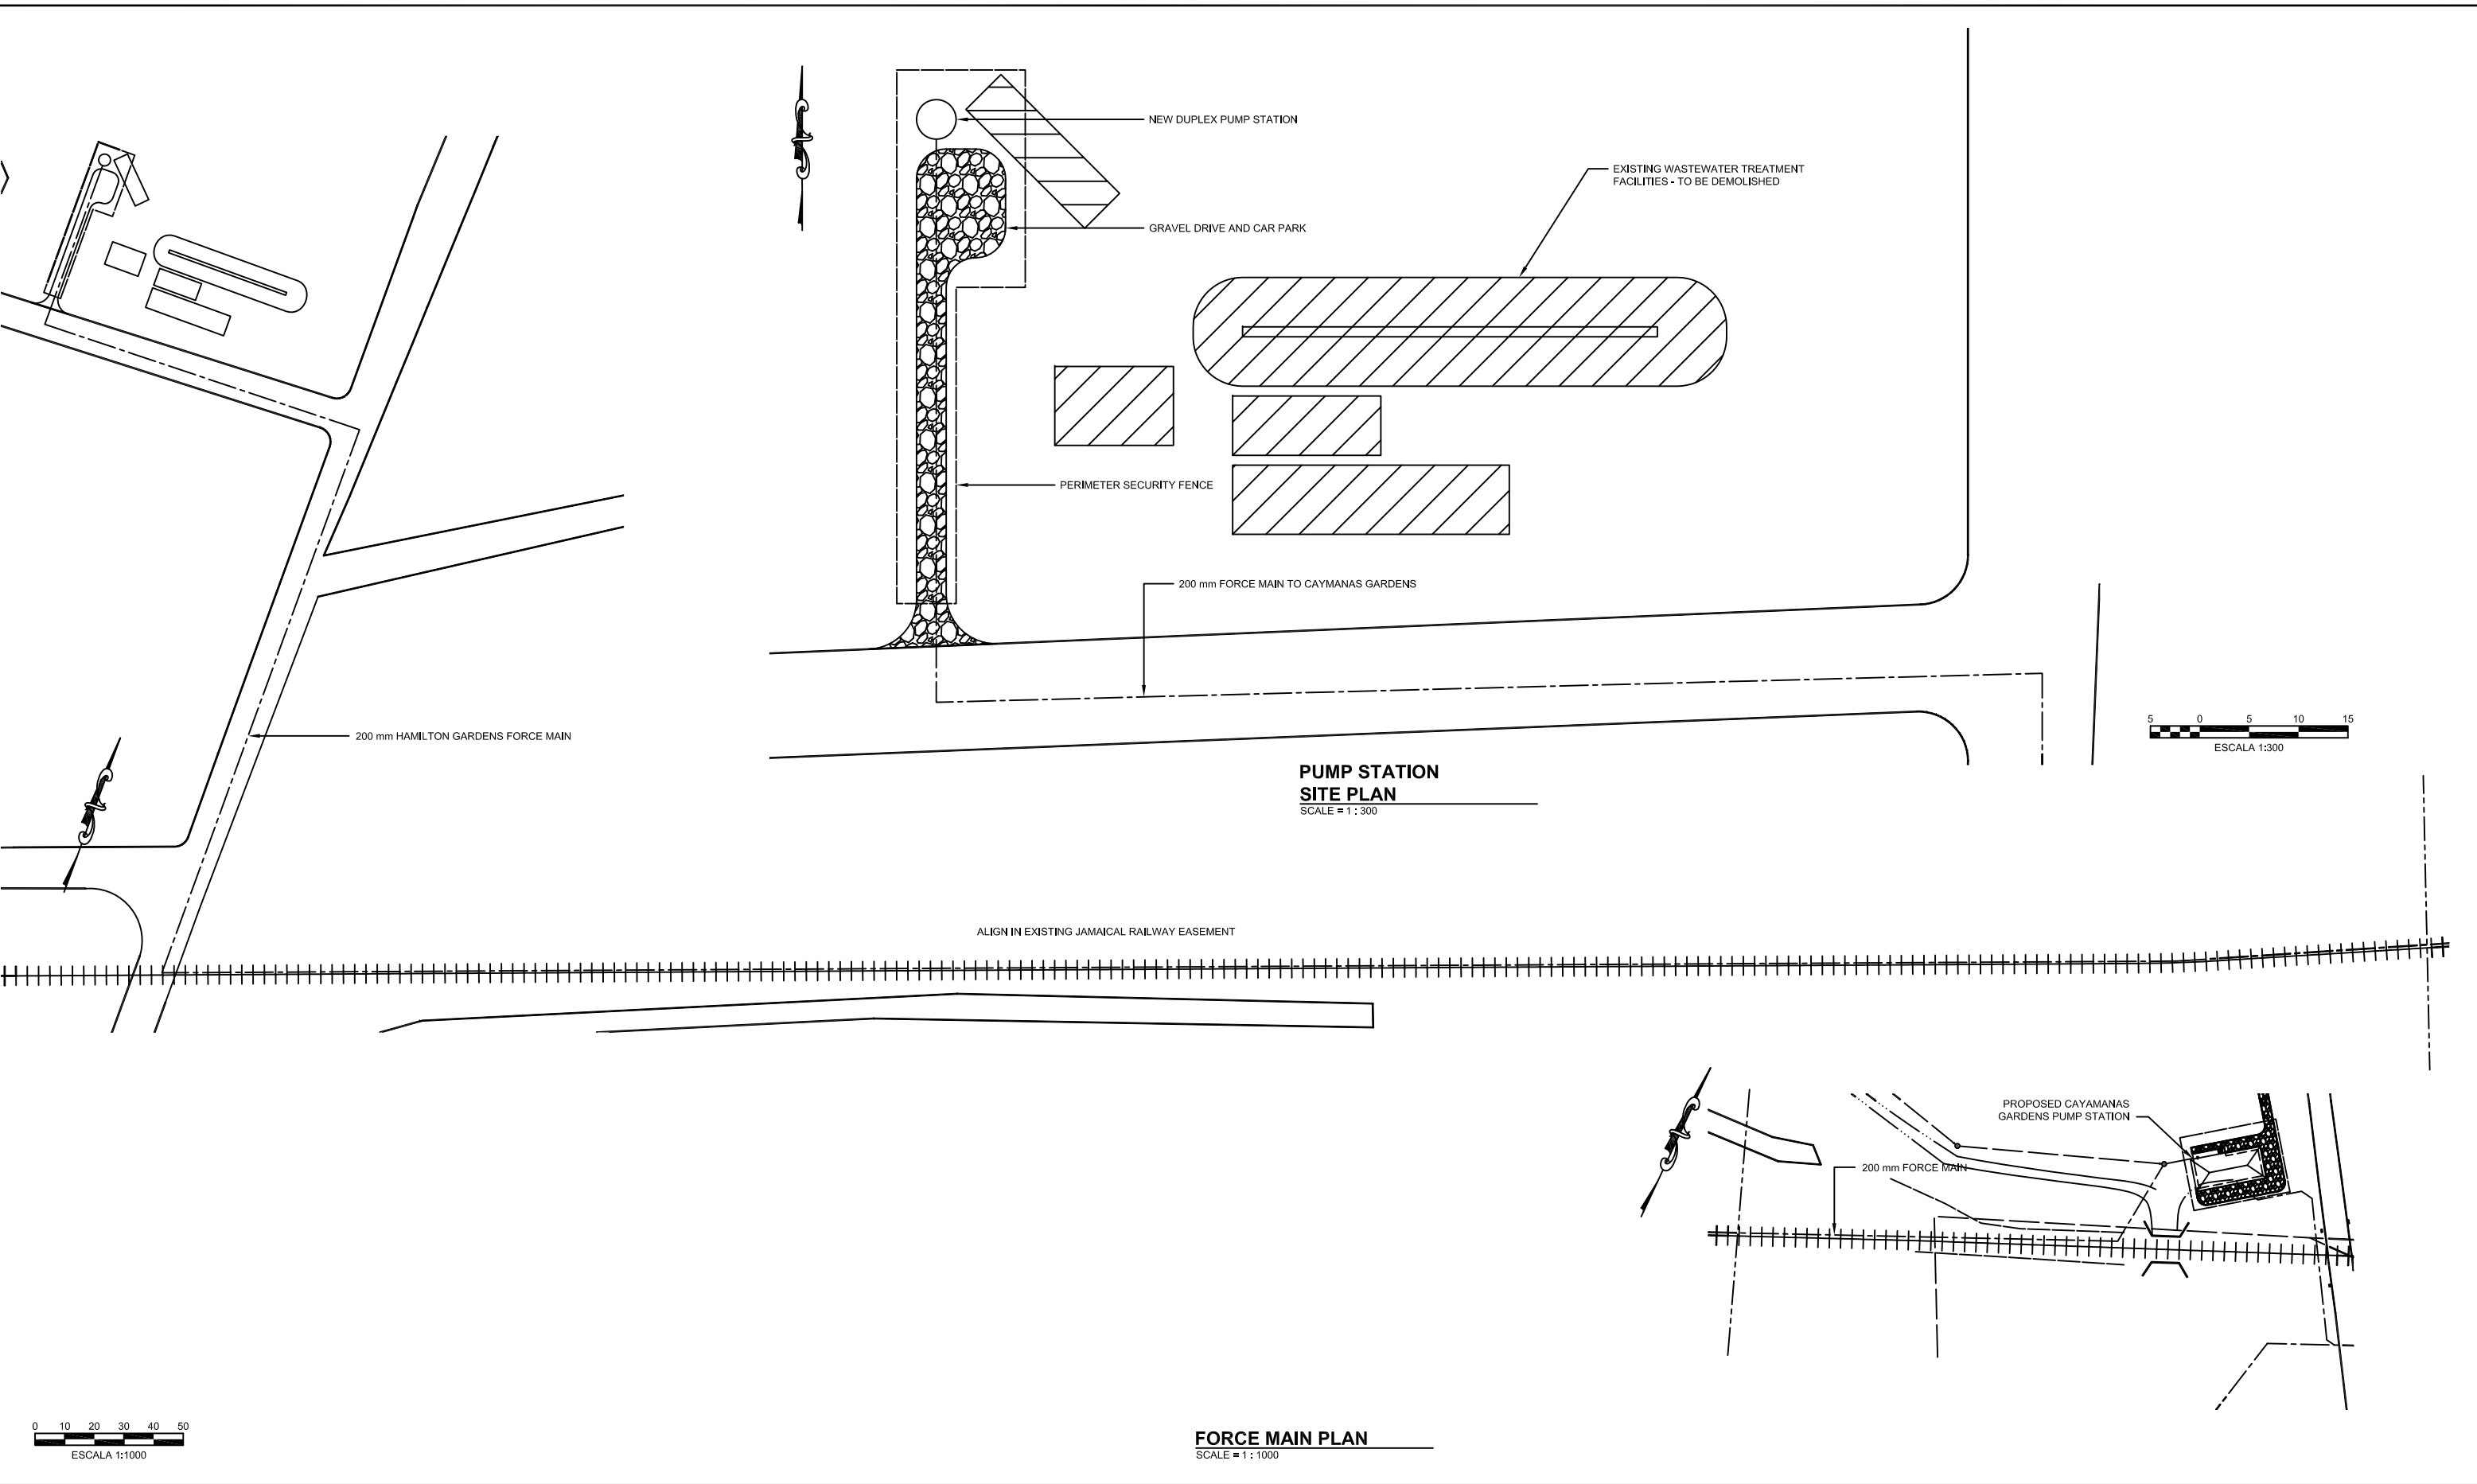 NEW DUPLEX PUMP STATION
EXISTING WASTEWATER TREATMENT
FACILITIES - TO BE DEMOLISHED
GRAVEL DRIVE AND CAR PARK
PERIMETER SECURITY FENCE
200 mm FORCE MAIN TO CAYMANAS GARDENS
200 mm HAMILTON GARDENS FORCE MAIN
5 0 5 10 15
ESCALA 1:300
PUMP STATION
SITE PLAN
SCALE = 1 : 300
ALIGN IN EXISTING JAMAICAL RAILWAY EASEMENT
PROPOSED CAYAMANAS
GARDENS PUMP STATION
200 mm FORCE MAIN
0 10 20 30 40 50
ESCALA 1:1000
FORCE MAIN PLAN
SCALE = 1 : 1000